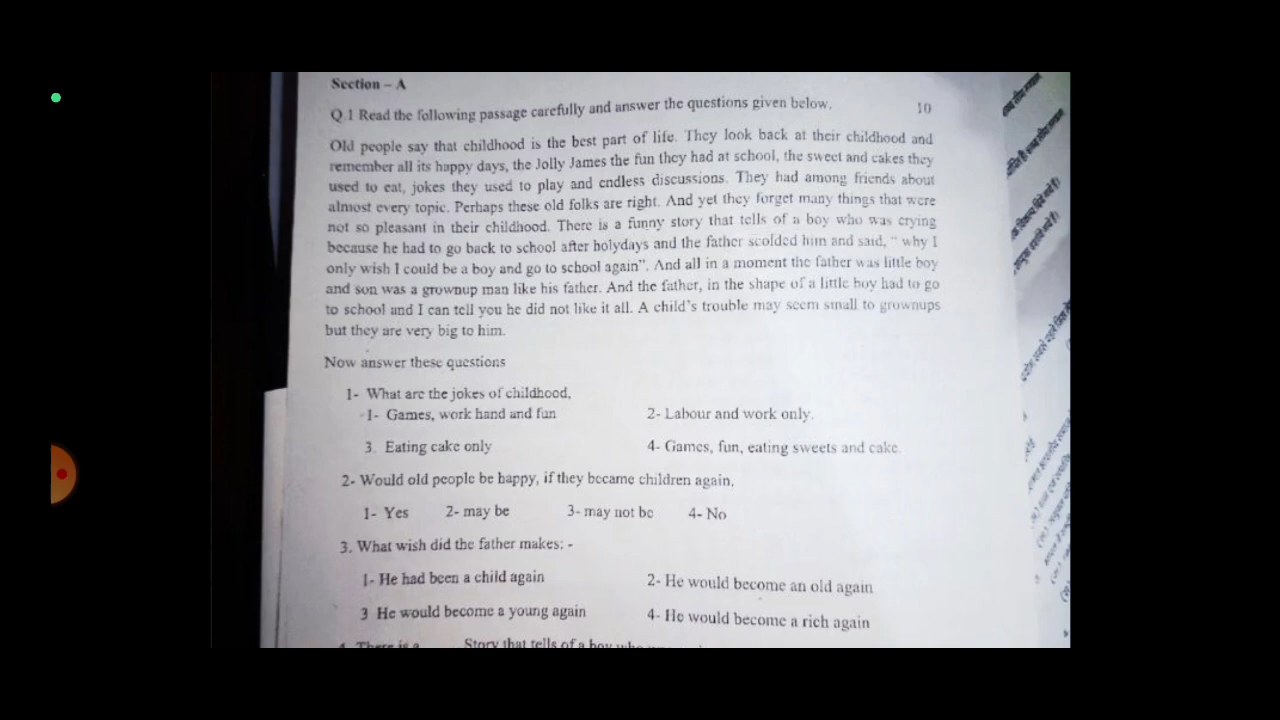 Section – A
Q.1 Read the following passage carefully and answer the questions given below. 10
Old people say that childhood is the best part of life. They look back at their childhood and
remember all its happy days, the Jolly James the fun they had at school, the sweet and cakes they
used to eat, jokes they used to play and endless discussions. They had among friends about
almost every topic. Perhaps these old folks are right. And yet they forget many things that were
not so pleasant in their childhood. There is a funny story that tells of a boy who was crying
because he had to go back to school after holydays and the father scolded him and said, " why I
only wish I could be a boy and go to school again". And all in a moment the father was little boy
and son was a grownup man like his father. And the father, in the shape of a little boy had to go
to school and I can tell you he did not like it all. A child's trouble may seem small to grownups
but they are very big to him.
Now answer these questions
1- What are the jokes of childhood,
1- Games, work hand and fun 2- Labour and work only.
3. Eating cake only 4- Games, fun, eating sweets and cake.
2- Would old people be happy, if they became children again.
1- Yes 2- may be 3- may not be 4- No
3. What wish did the father makes: -
1- He had been a child again 2- He would become an old again
3 He would become a young again 4- He would become a rich again
4. There is a Story that tells of a boy who